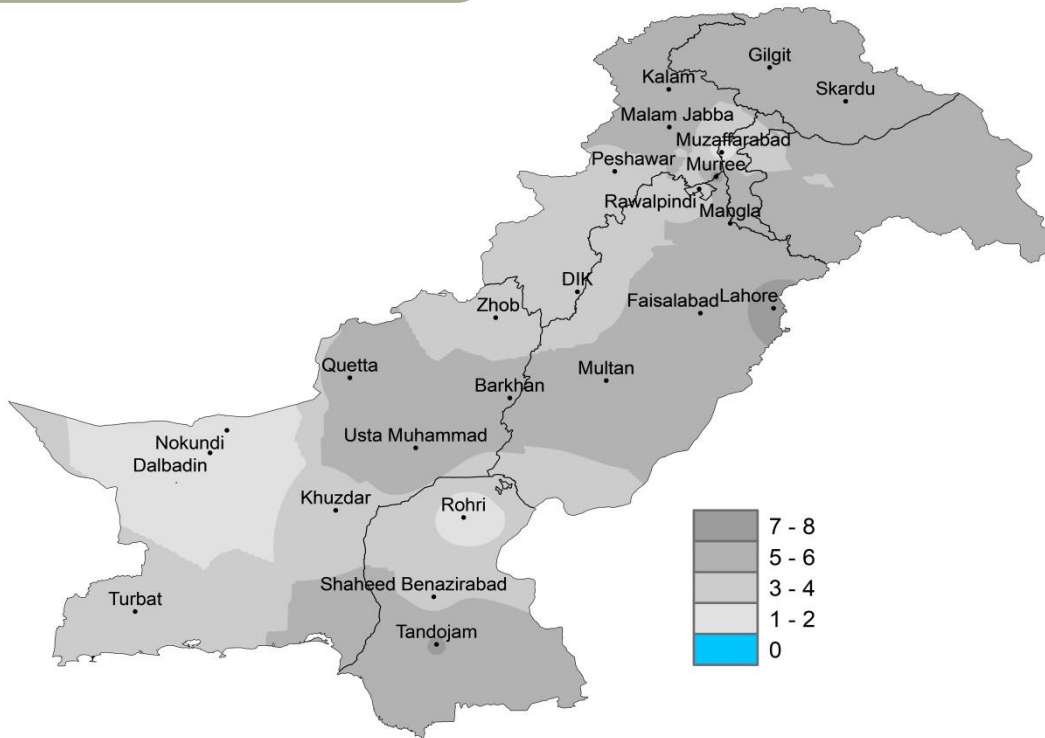 Gilgit
Kalam
Skardu
Malam Jabba
Muzaffarabad
Peshawar
Murree
Rawalpindi
Mangla
DIK
Zhob
Faisalabad
Lahore
Quetta
Multan
Barkhan
Usta Muhammad
Nokundi
Dalbadin
Khuzdar
Rohri
Shaheed Benazirabad
Turbat
Tandojam
7 - 8
5 - 6
3 - 4
1 - 2
0